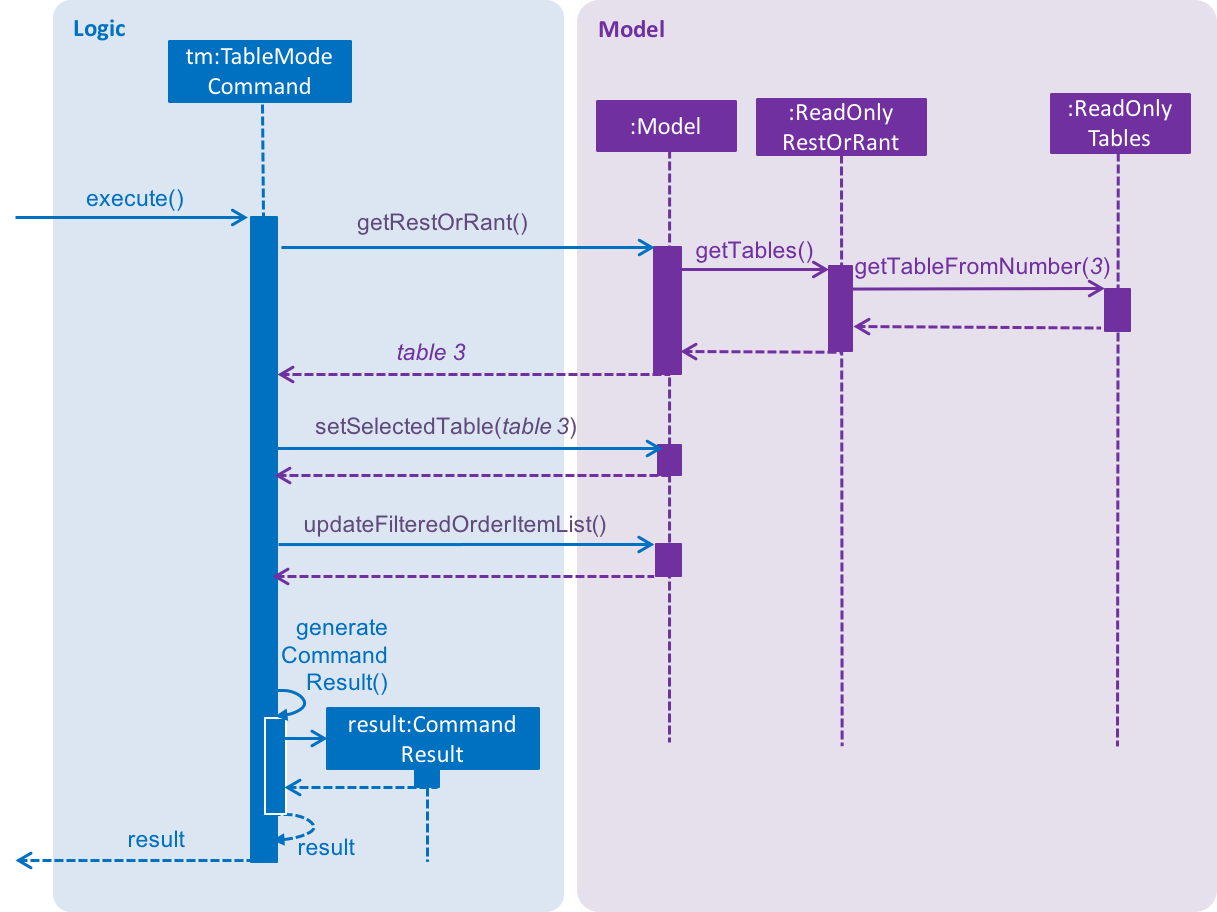 Logic
Model
tm:TableMode
Command
:Model
:ReadOnly
RestOrRant
:ReadOnly
Tables
execute()
getRestOrRant()
getTables()
getTableFromNumber(3)
table 3
setSelectedTable(table 3)
updateFilteredOrderItemList()
generate
Command
Result()
result:Command
Result
result
result